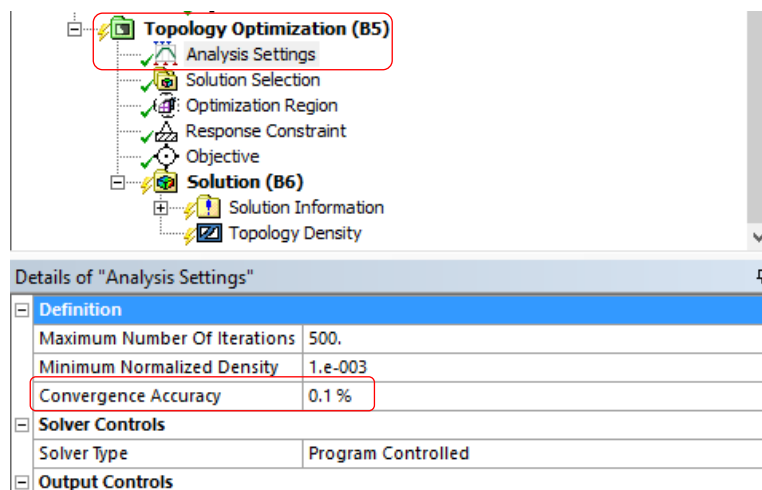 Topology Optimization (B5)
Analysis Settings
Solution Selection
Optimization Region
Response Constraint
Objective
Solution (B6)
Solution Information
Topology Density
Details of "Analysis Settings"
Definition
Maximum Number Of Iterations 500.
Minimum Normalized Density 1.e-003
Convergence Accuracy 0.1 %
Solver Controls
Solver Type Program Controlled
Output Controls